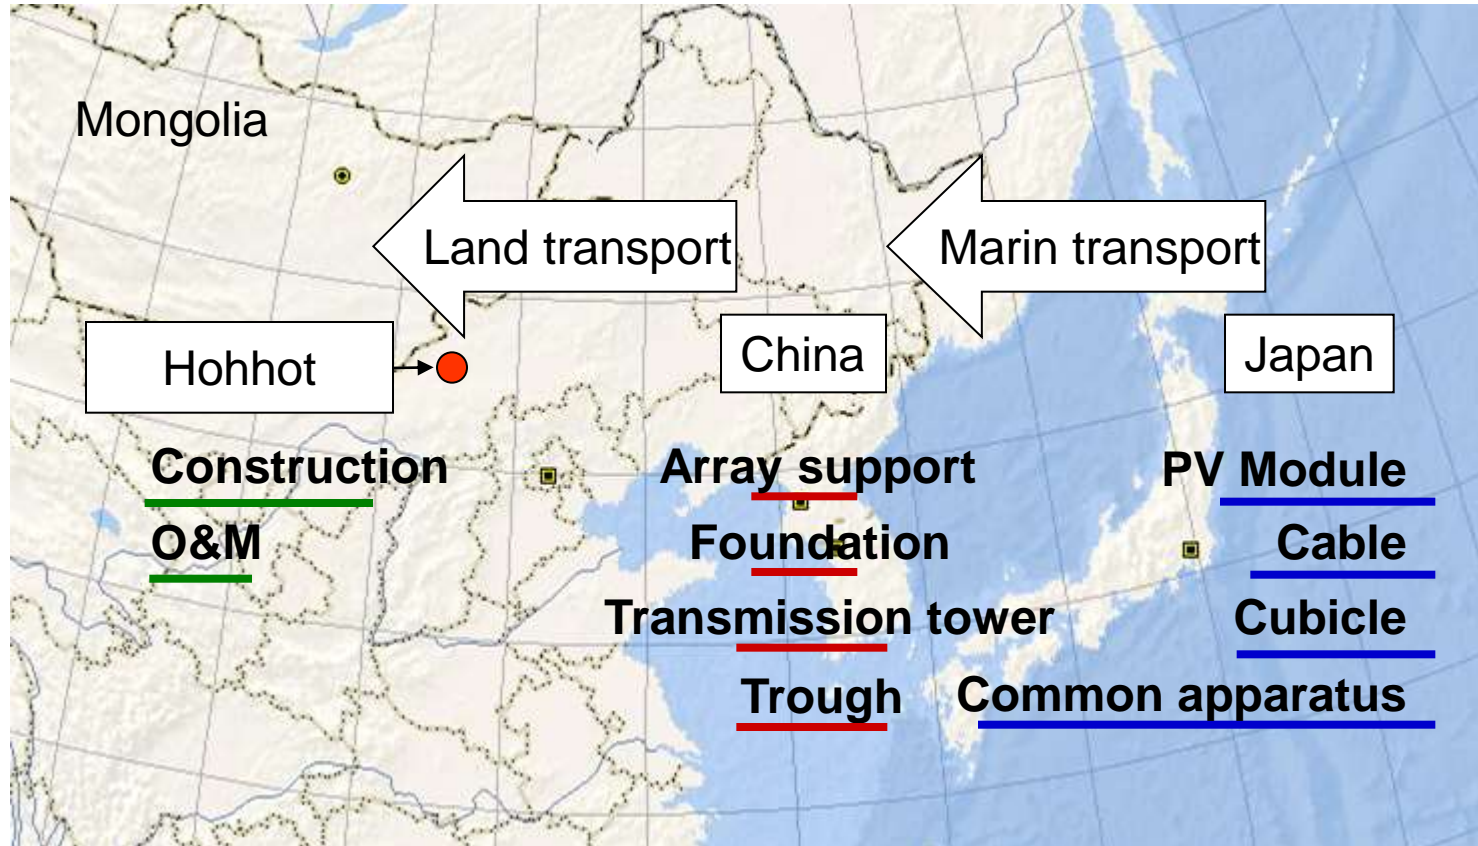 Mongolia
Land transport
Marin transport
Hohhot
China
Japan
Construction
O&M
Array support
Foundation
Transmission tower
Trough
PV Module
Cable
Cubicle
Common apparatus